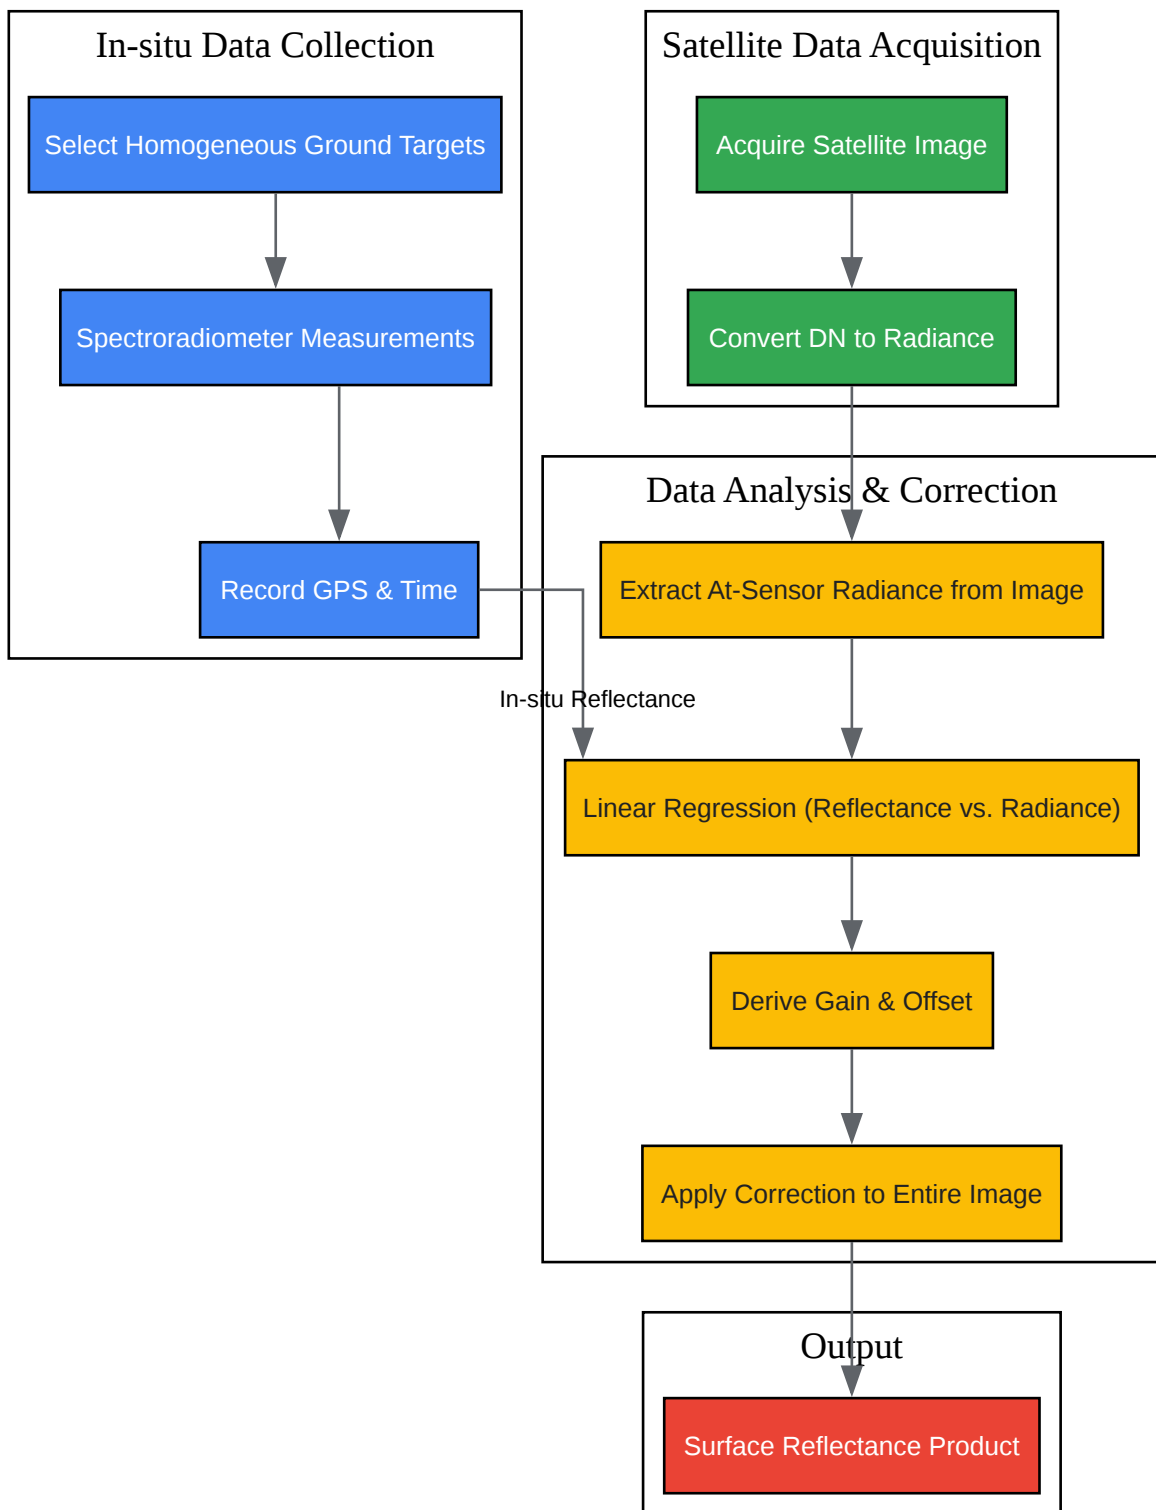 In-situ Data Collection
Select Homogeneous Ground Targets
Spectroradiometer Measurements
Record GPS & Time
Satellite Data Acquisition
Acquire Satellite Image
Convert DN to Radiance
Data Analysis & Correction
Extract At-Sensor Radiance from Image
In-situ Reflectance
Linear Regression (Reflectance vs. Radiance)
Derive Gain & Offset
Apply Correction to Entire Image
Output
Surface Reflectance Product